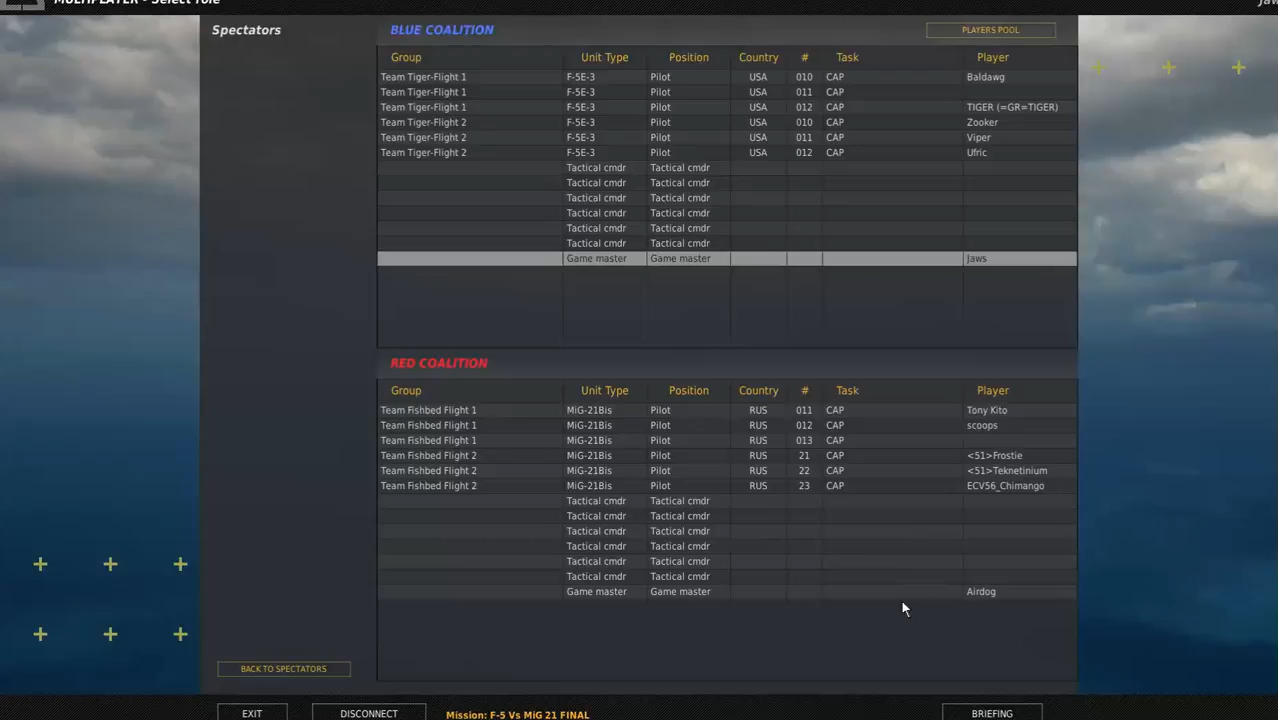 MULTIPLAYER - Select role
Spectators
BLUE COALITION
PLAYERS POOL
Group Unit Type Position Country # Task Player
Team Tiger-Flight 1 F-5E-3 Pilot USA 010 CAP Baldawg
Team Tiger-Flight 1 F-5E-3 Pilot USA 011 CAP
Team Tiger-Flight 1 F-5E-3 Pilot USA 012 CAP TIGER (=GR=TIGER)
Team Tiger-Flight 2 F-5E-3 Pilot USA 010 CAP Zooker
Team Tiger-Flight 2 F-5E-3 Pilot USA 011 CAP Viper
Team Tiger-Flight 2 F-5E-3 Pilot USA 012 CAP Ufric
Tactical cmdr Tactical cmdr
Tactical cmdr Tactical cmdr
Tactical cmdr Tactical cmdr
Tactical cmdr Tactical cmdr
Tactical cmdr Tactical cmdr
Tactical cmdr Tactical cmdr
Game master Game master Jaws
RED COALITION
Group Unit Type Position Country # Task Player
Team Fishbed Flight 1 MiG-21Bis Pilot RUS 011 CAP Tony Kito
Team Fishbed Flight 1 MiG-21Bis Pilot RUS 012 CAP scoops
Team Fishbed Flight 1 MiG-21Bis Pilot RUS 013 CAP
Team Fishbed Flight 2 MiG-21Bis Pilot RUS 21 CAP <51>Frostie
Team Fishbed Flight 2 MiG-21Bis Pilot RUS 22 CAP <51>Teknetinium
Team Fishbed Flight 2 MiG-21Bis Pilot RUS 23 CAP ECV56_Chimango
Tactical cmdr Tactical cmdr
Tactical cmdr Tactical cmdr
Tactical cmdr Tactical cmdr
Tactical cmdr Tactical cmdr
Tactical cmdr Tactical cmdr
Tactical cmdr Tactical cmdr
Game master Game master Airdog
BACK TO SPECTATORS
EXIT DISCONNECT Mission: F-5 Vs MiG 21 FINAL BRIEFING